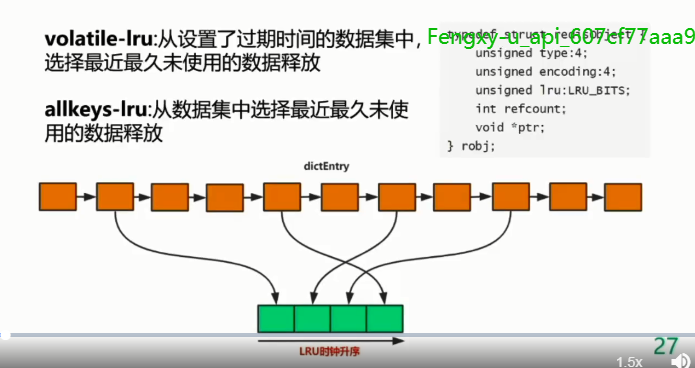 volatile-lru:从设置了过期时间的数据集中，
选择最近最久未使用的数据释放
allkeys-lru:从数据集中选择最近最久未使
用的数据释放
Fengxy-u_api_667cf77aaa9
typedef struct redisObject {
unsigned type:4;
unsigned encoding:4;
unsigned lru:LRU_BITS;
int refcount;
void *ptr;
} robj;
dictEntry
LRU时钟升序
27
1.5x